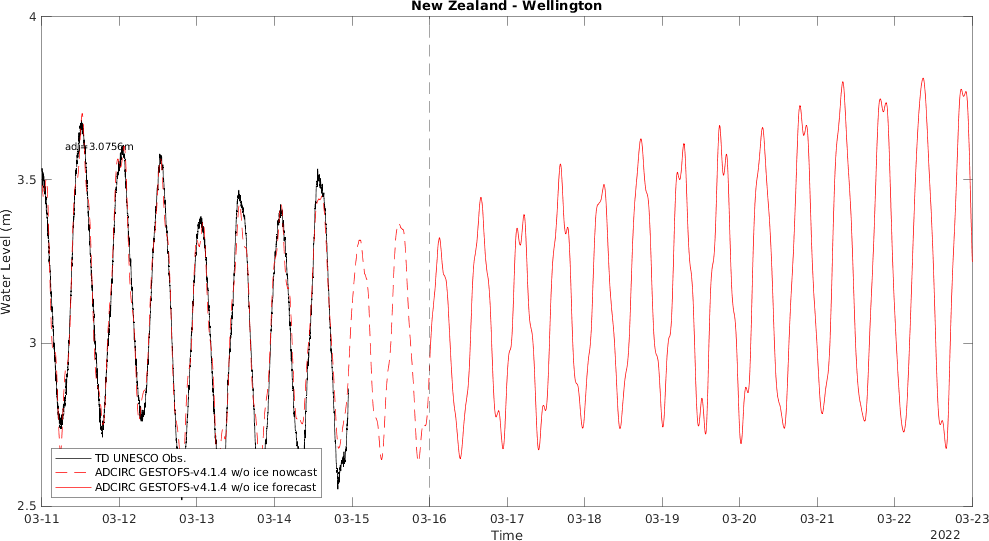 New Zealand - Wellington
4
3.5
3
2.5
Water Level (m)
adj=3.0756m
TD UNESCO Obs.
ADCIRC GESTOFS-v4.1.4 w/o ice nowcast
ADCIRC GESTOFS-v4.1.4 w/o ice forecast
03-11 03-12 03-13 03-14 03-15 03-16 03-17 03-18 03-19 03-20 03-21 03-22 03-23
Time
2022